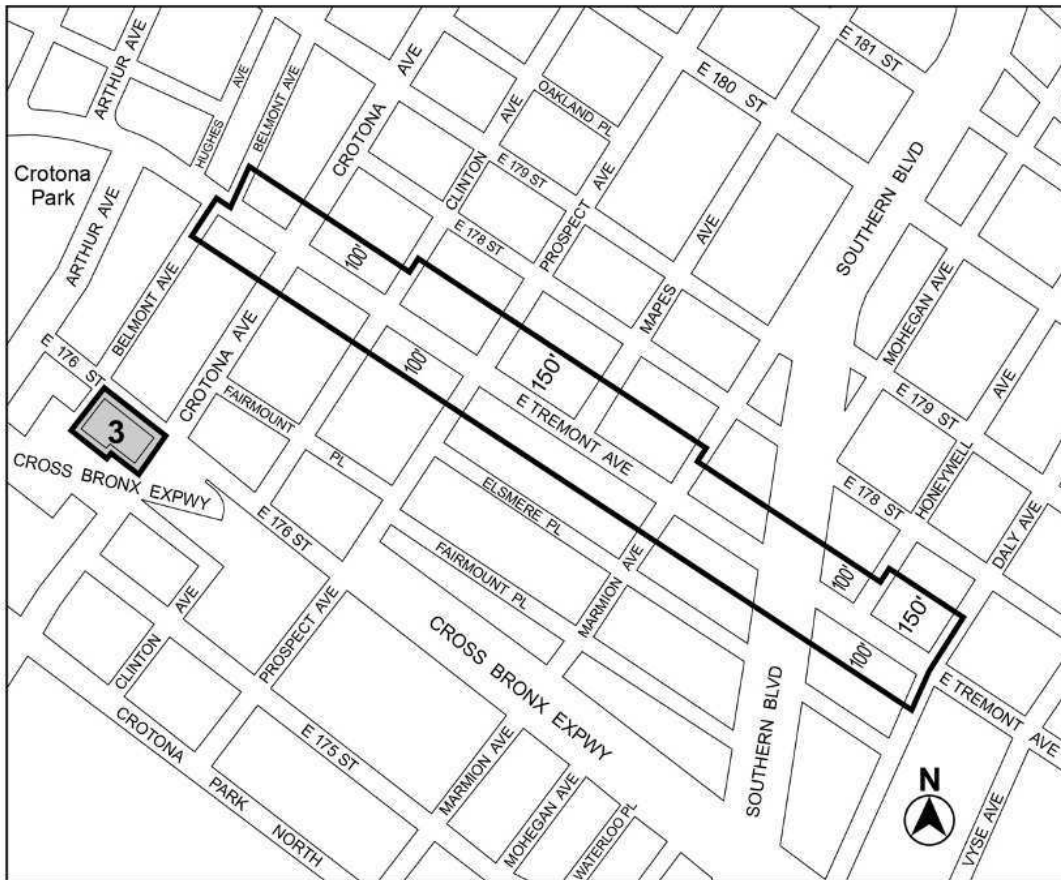 ARTHUR AVE
HUGHES AVE
BELMONT AVE
CROTONA AVE
CLINTON AVE
OAKLAND PL
E 179 ST
E 180 ST
E 181 ST
Crotona
Park
ARTHUR AVE
BELMONT AVE
CROTONA AVE
E 178 ST
PROSPECT AVE
MAPES AVE
SOUTHERN BLVD
MOHEGAN AVE
E 179 ST
HONEYWELL AVE
E 178 ST
DALY AVE
100'
100'
150'
100'
150'
100'
E TREMONT AVE
E TREMONT AVE
E 176 ST
3
CROSS BRONX EXPWY
FAIRMOUNT PL
E 176 ST
ELSMERE PL
FAIRMOUNT PL
MARMION AVE
CROSS BRONX EXPWY
SOUTHERN BLVD
CLINTON AVE
PROSPECT AVE
E 175 ST
CROTONA PARK NORTH
MARMION AVE
MOHEGAN AVE
WATERLOO PL
VYSE AVE
N